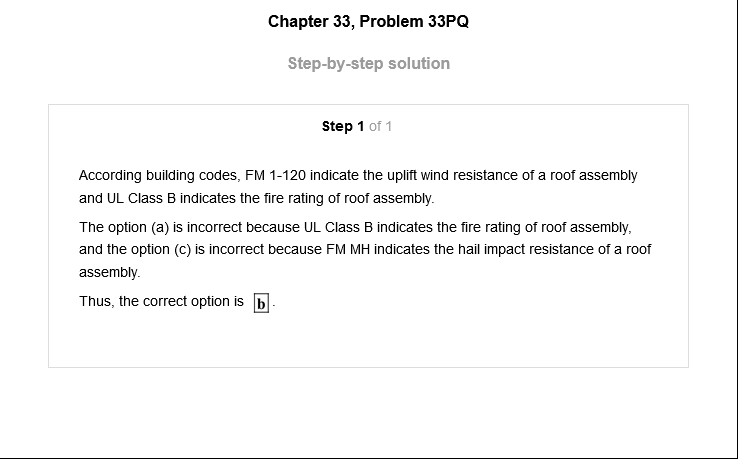 Chapter 33, Problem 33PQ
Step-by-step solution
Step 1 of 1
According building codes, FM 1-120 indicate the uplift wind resistance of a roof assembly
and UL Class B indicates the fire rating of roof assembly.
The option (a) is incorrect because UL Class B indicates the fire rating of roof assembly,
and the option (c) is incorrect because FM MH indicates the hail impact resistance of a roof
assembly.
Thus, the correct option is b.